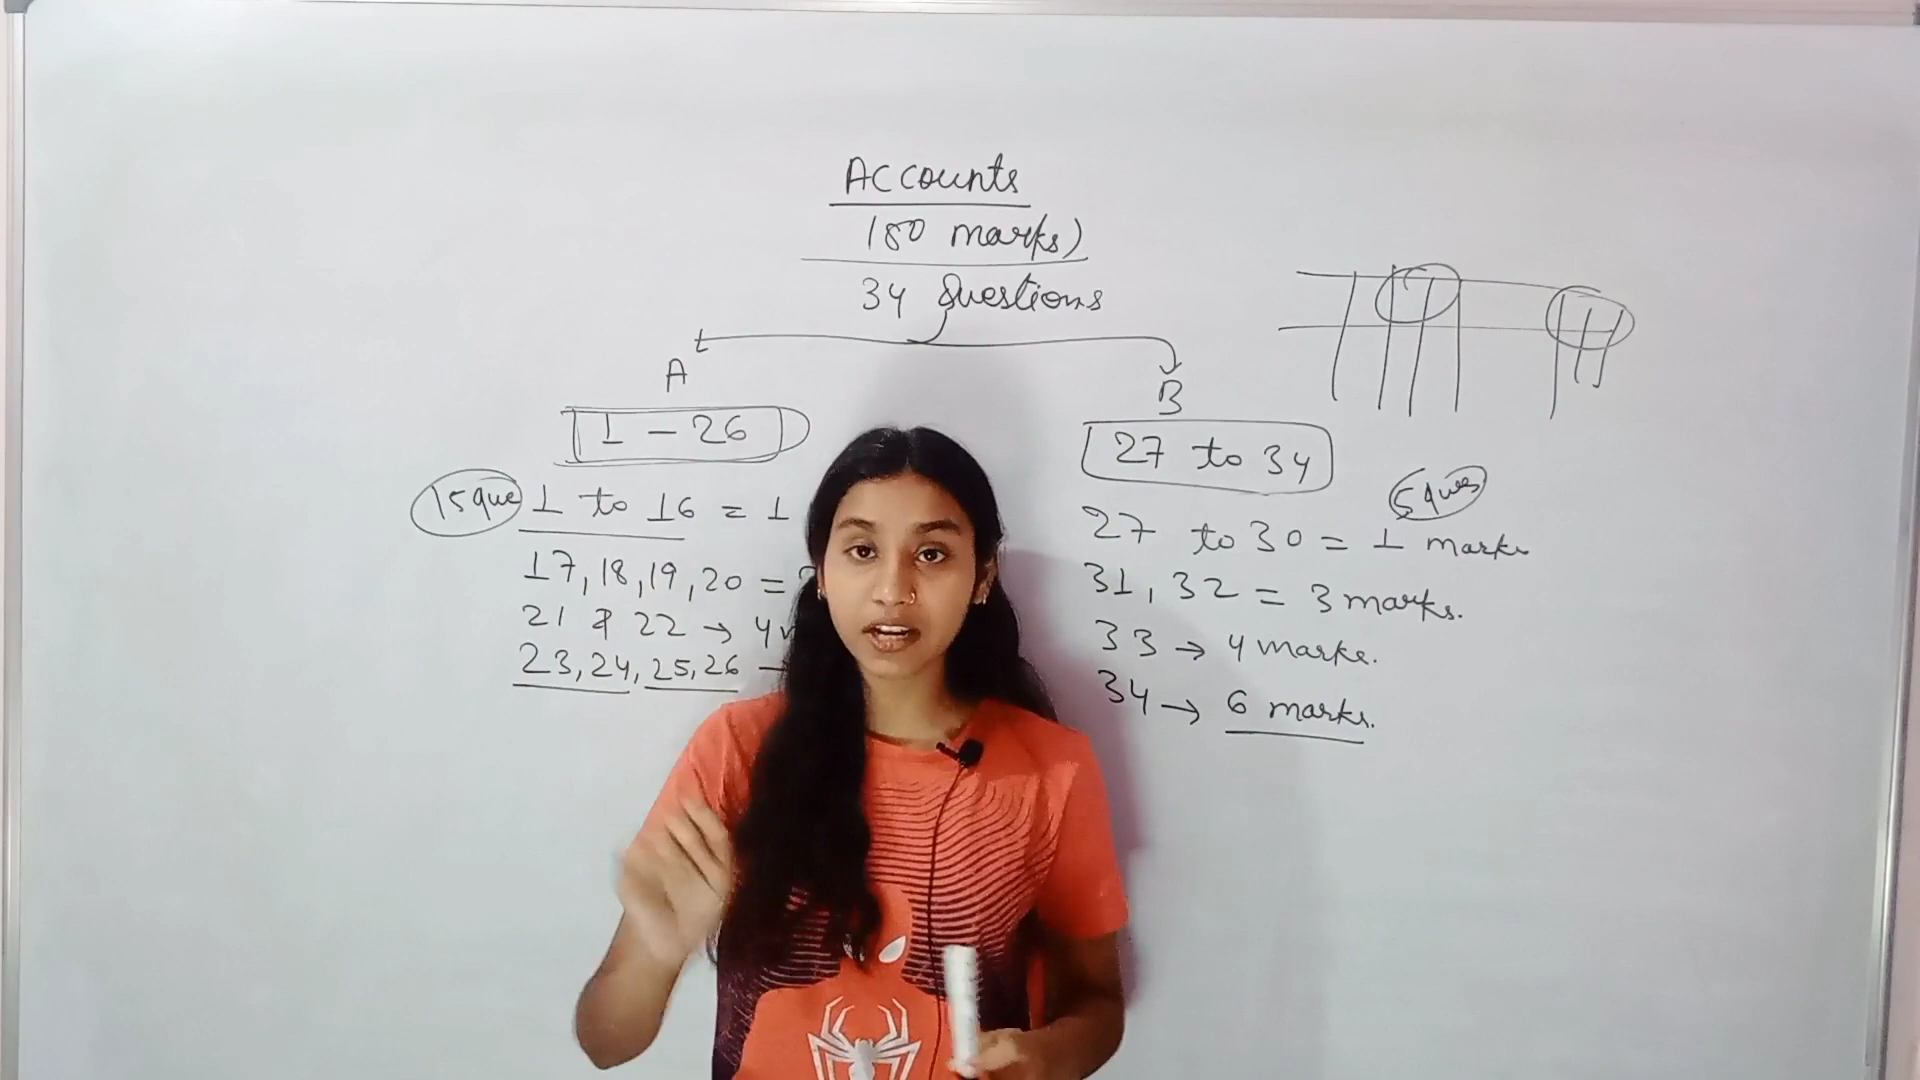 Accounts
(80 marks)
34 Questions
A
1 - 26
15 que 1 to 16 = 1
17, 18, 19, 20 =
21 & 22 → 4
23, 24, 25, 26 →
B
27 to 34
5 ques
27 to 30 = 1 marks
31, 32 = 3 marks.
33 → 4 marks.
34 → 6 marks.